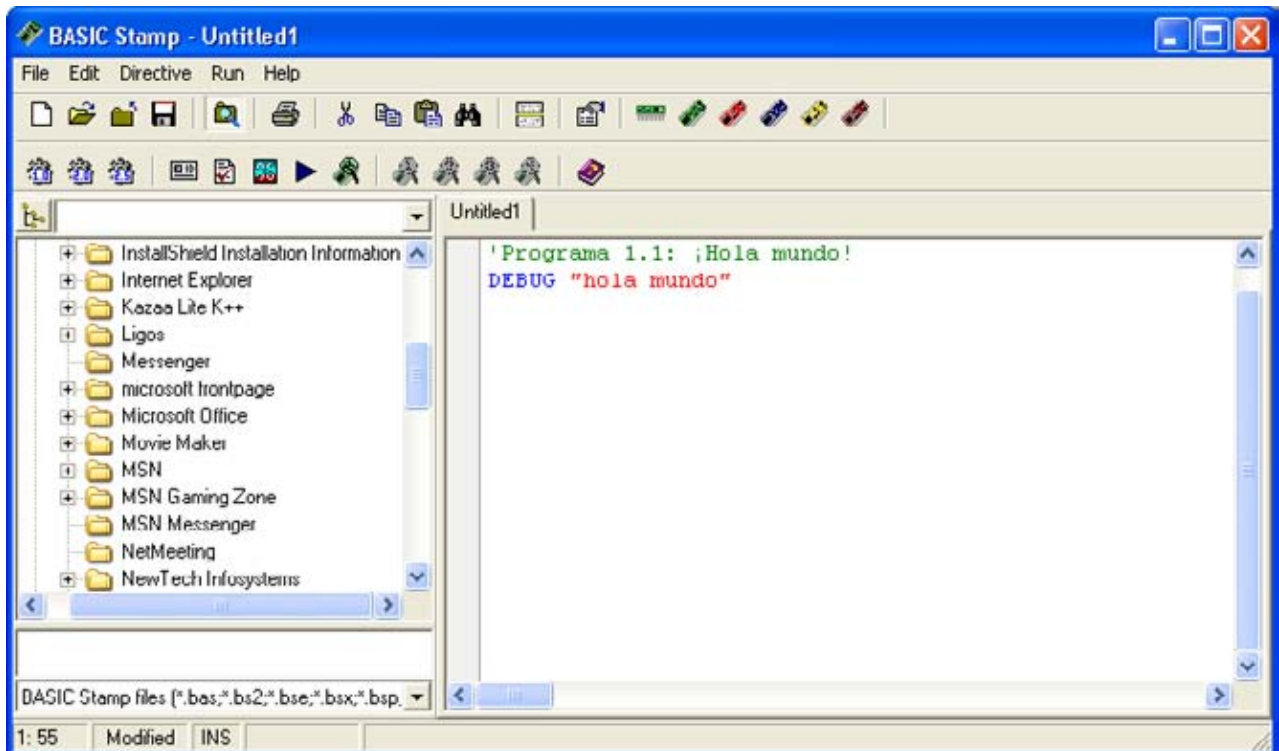 BASIC Stamp - Untitled1
File Edit Directive Run Help
Untitled1
InstallShield Installation Information
Internet Explorer
Kazaa Lite K++
Ligos
Messenger
microsoft frontpage
Microsoft Office
Movie Maker
MSN
MSN Gaming Zone
MSN Messenger
NetMeeting
NewTech Infosystems
BASIC Stamp files (*.bas;*.bs2;*.bse;*.bsx;*.bsp,
'Programa 1.1: ¡Hola mundo!
DEBUG "hola mundo"
1: 55 Modified INS